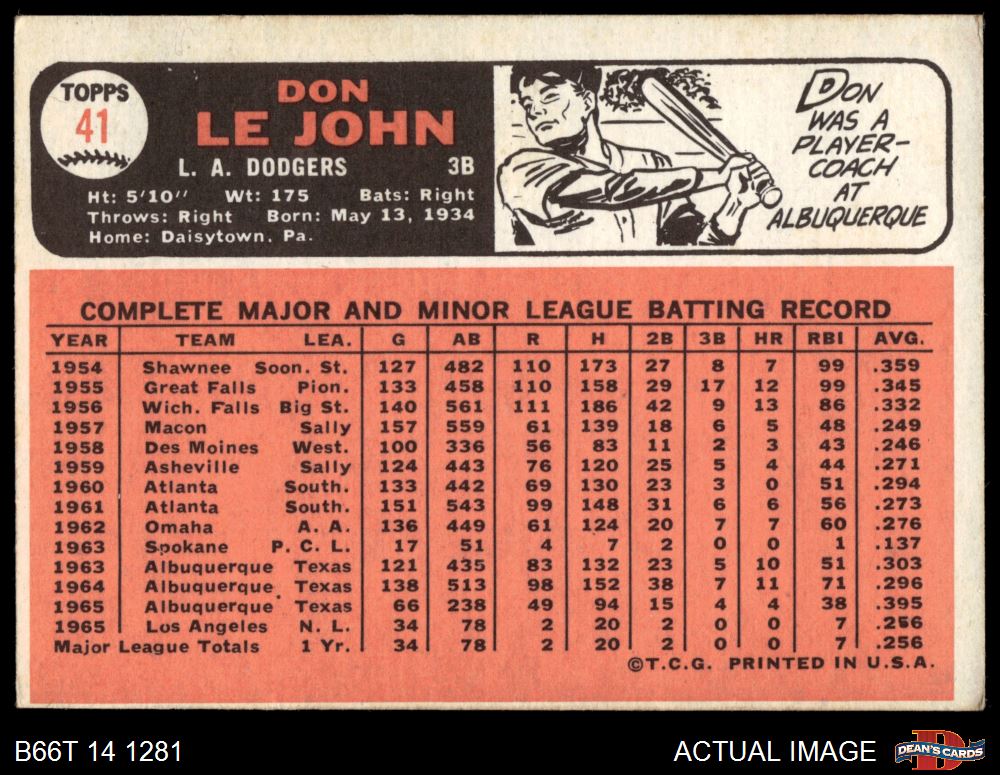 TOPPS
41
DON
LE JOHN
L. A. DODGERS 3B
Ht: 5'10" Wt: 175 Bats: Right
Throws: Right Born: May 13, 1934
Home: Daisytown, Pa.
DON
WAS A
PLAYER-
COACH
AT
ALBUQUERQUE
COMPLETE MAJOR AND MINOR LEAGUE BATTING RECORD
YEAR TEAM LEA. G AB R H 2B 3B HR RBI AVG.
1954 Shawnee Soon. St. 127 482 110 173 27 8 7 99 .359
1955 Great Falls Pion. 133 458 110 158 29 17 12 99 .345
1956 Wich. Falls Big St. 140 561 111 186 42 9 13 86 .332
1957 Macon Sally 157 559 61 139 18 6 5 48 .249
1958 Des Moines West. 100 336 56 83 11 2 3 43 .246
1959 Asheville Sally 124 443 76 120 25 5 4 44 .271
1960 Atlanta South. 133 442 69 130 23 3 0 51 .294
1961 Atlanta South. 151 543 99 148 31 6 6 56 .273
1962 Omaha A. A. 136 449 61 124 20 7 7 60 .276
1963 Spokane P. C. L. 17 51 4 7 2 0 0 1 .137
1963 Albuquerque Texas 121 435 83 132 23 5 10 51 .303
1964 Albuquerque Texas 138 513 98 152 38 7 11 71 .296
1965 Albuquerque Texas 66 238 49 94 15 4 4 38 .395
1965 Los Angeles N. L. 34 78 2 20 2 0 0 7 .256
Major League Totals 1 Yr. 34 78 2 20 2 0 0 7 .256
©T.C.G. PRINTED IN U.S.A.
B66T 14 1281
ACTUAL IMAGE
DEAN'S CARDS